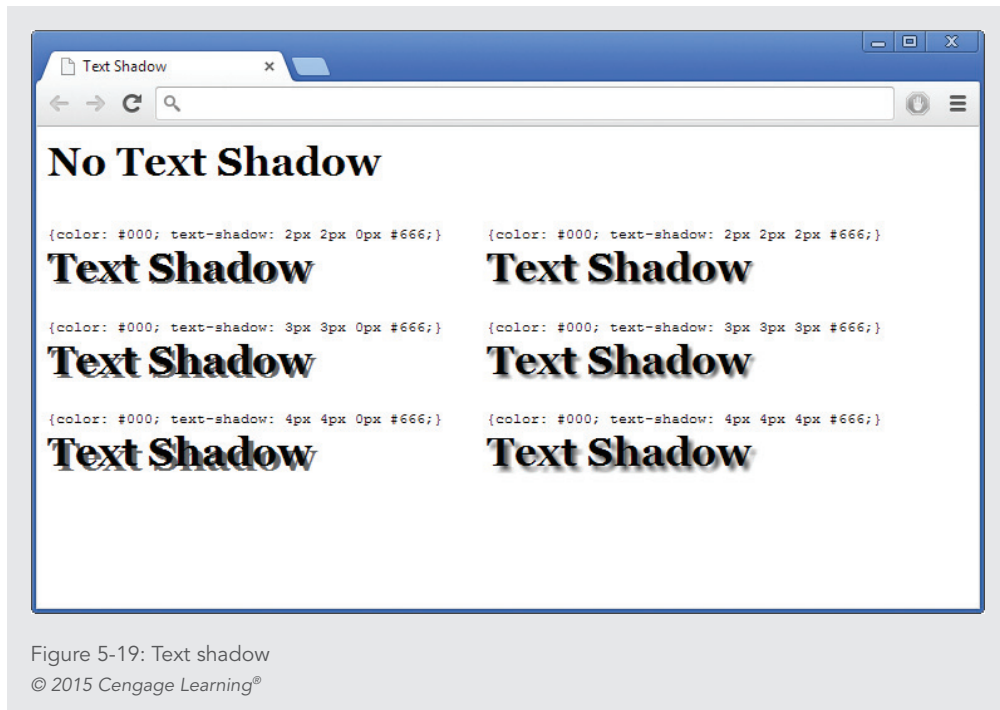 Text Shadow
No Text Shadow
{color: #000; text-shadow: 2px 2px 0px #666;}
Text Shadow
{color: #000; text-shadow: 2px 2px 2px #666;}
Text Shadow
{color: #000; text-shadow: 3px 3px 0px #666;}
Text Shadow
{color: #000; text-shadow: 3px 3px 3px #666;}
Text Shadow
{color: #000; text-shadow: 4px 4px 0px #666;}
Text Shadow
{color: #000; text-shadow: 4px 4px 4px #666;}
Text Shadow
Figure 5-19: Text shadow
© 2015 Cengage Learning®